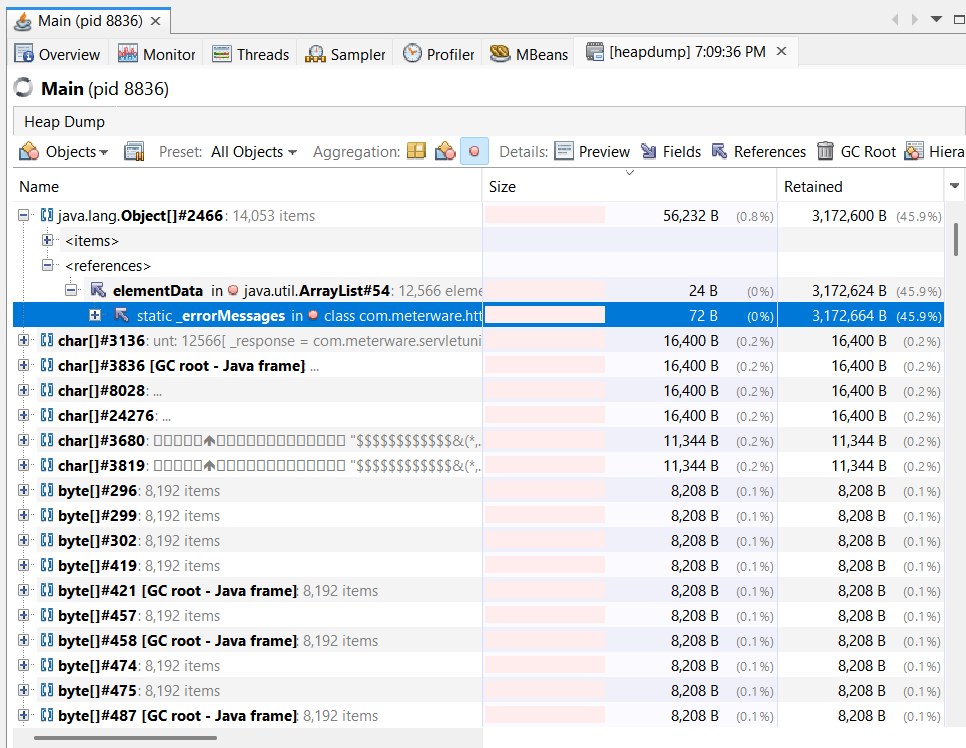 Main (pid 8836)
Overview Monitor Threads Sampler Profiler MBeans [heapdump] 7:09:36 PM
Main (pid 8836)
Heap Dump
Objects Preset: All Objects Aggregation: Details: Preview Fields References GC Root Hiera
Name Size Retained
java.lang.Object[]#2466: 14,053 items 56,232 B (0.8%) 3,172,600 B (45.9%)
<items>
<references>
elementData in java.util.ArrayList#54: 12,566 eleme 24 B (0%) 3,172,624 B (45.9%)
static _errorMessages in class com.meterware.htt 72 B (0%) 3,172,664 B (45.9%)
char[]#3136: unt: 12566[ _response = com.meterware.servletuni 16,400 B (0.2%) 16,400 B (0.2%)
char[]#3836 [GC root - Java frame] ... 16,400 B (0.2%) 16,400 B (0.2%)
char[]#8028: ... 16,400 B (0.2%) 16,400 B (0.2%)
char[]#24276: ... 16,400 B (0.2%) 16,400 B (0.2%)
char[]#3680: "$$$$$$$$$$$$&(*,. 11,344 B (0.2%) 11,344 B (0.2%)
char[]#3819: "$$$$$$$$$$$$&(*,. 11,344 B (0.2%) 11,344 B (0.2%)
byte[]#296: 8,192 items 8,208 B (0.1%) 8,208 B (0.1%)
byte[]#299: 8,192 items 8,208 B (0.1%) 8,208 B (0.1%)
byte[]#302: 8,192 items 8,208 B (0.1%) 8,208 B (0.1%)
byte[]#419: 8,192 items 8,208 B (0.1%) 8,208 B (0.1%)
byte[]#421 [GC root - Java frame]: 8,192 items 8,208 B (0.1%) 8,208 B (0.1%)
byte[]#457: 8,192 items 8,208 B (0.1%) 8,208 B (0.1%)
byte[]#458 [GC root - Java frame]: 8,192 items 8,208 B (0.1%) 8,208 B (0.1%)
byte[]#474: 8,192 items 8,208 B (0.1%) 8,208 B (0.1%)
byte[]#475: 8,192 items 8,208 B (0.1%) 8,208 B (0.1%)
byte[]#487 [GC root - Java frame]: 8,192 items 8,208 B (0.1%) 8,208 B (0.1%)